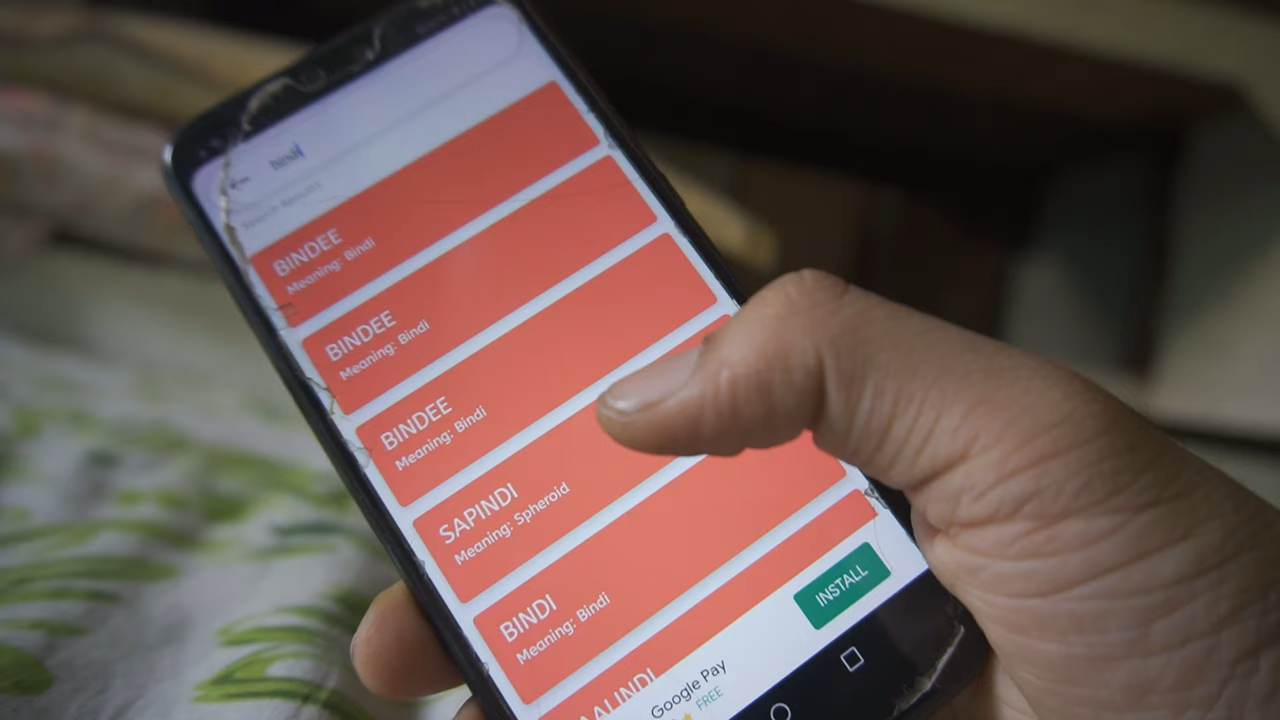 bindi
BINDEE
Meaning: Bindi
BINDEE
Meaning: Bindi
BINDEE
Meaning: Bindi
SAPINDI
Meaning: Spheroid
BINDI
Meaning: Bindi
INSTALL
Google Pay
FREE